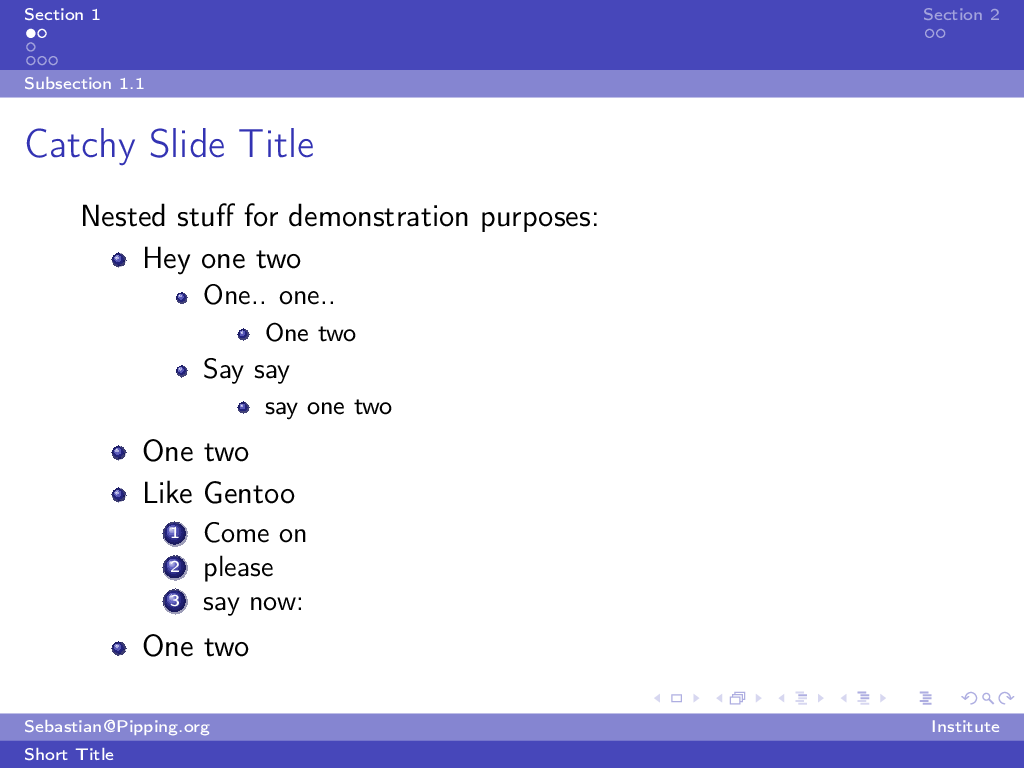 Section 1
Section 2
Subsection 1.1
Catchy Slide Title
Nested stuff for demonstration purposes:
Hey one two
One.. one..
One two
Say say
say one two
One two
Like Gentoo
1 Come on
2 please
3 say now:
One two
Sebastian@Pipping.org
Institute
Short Title